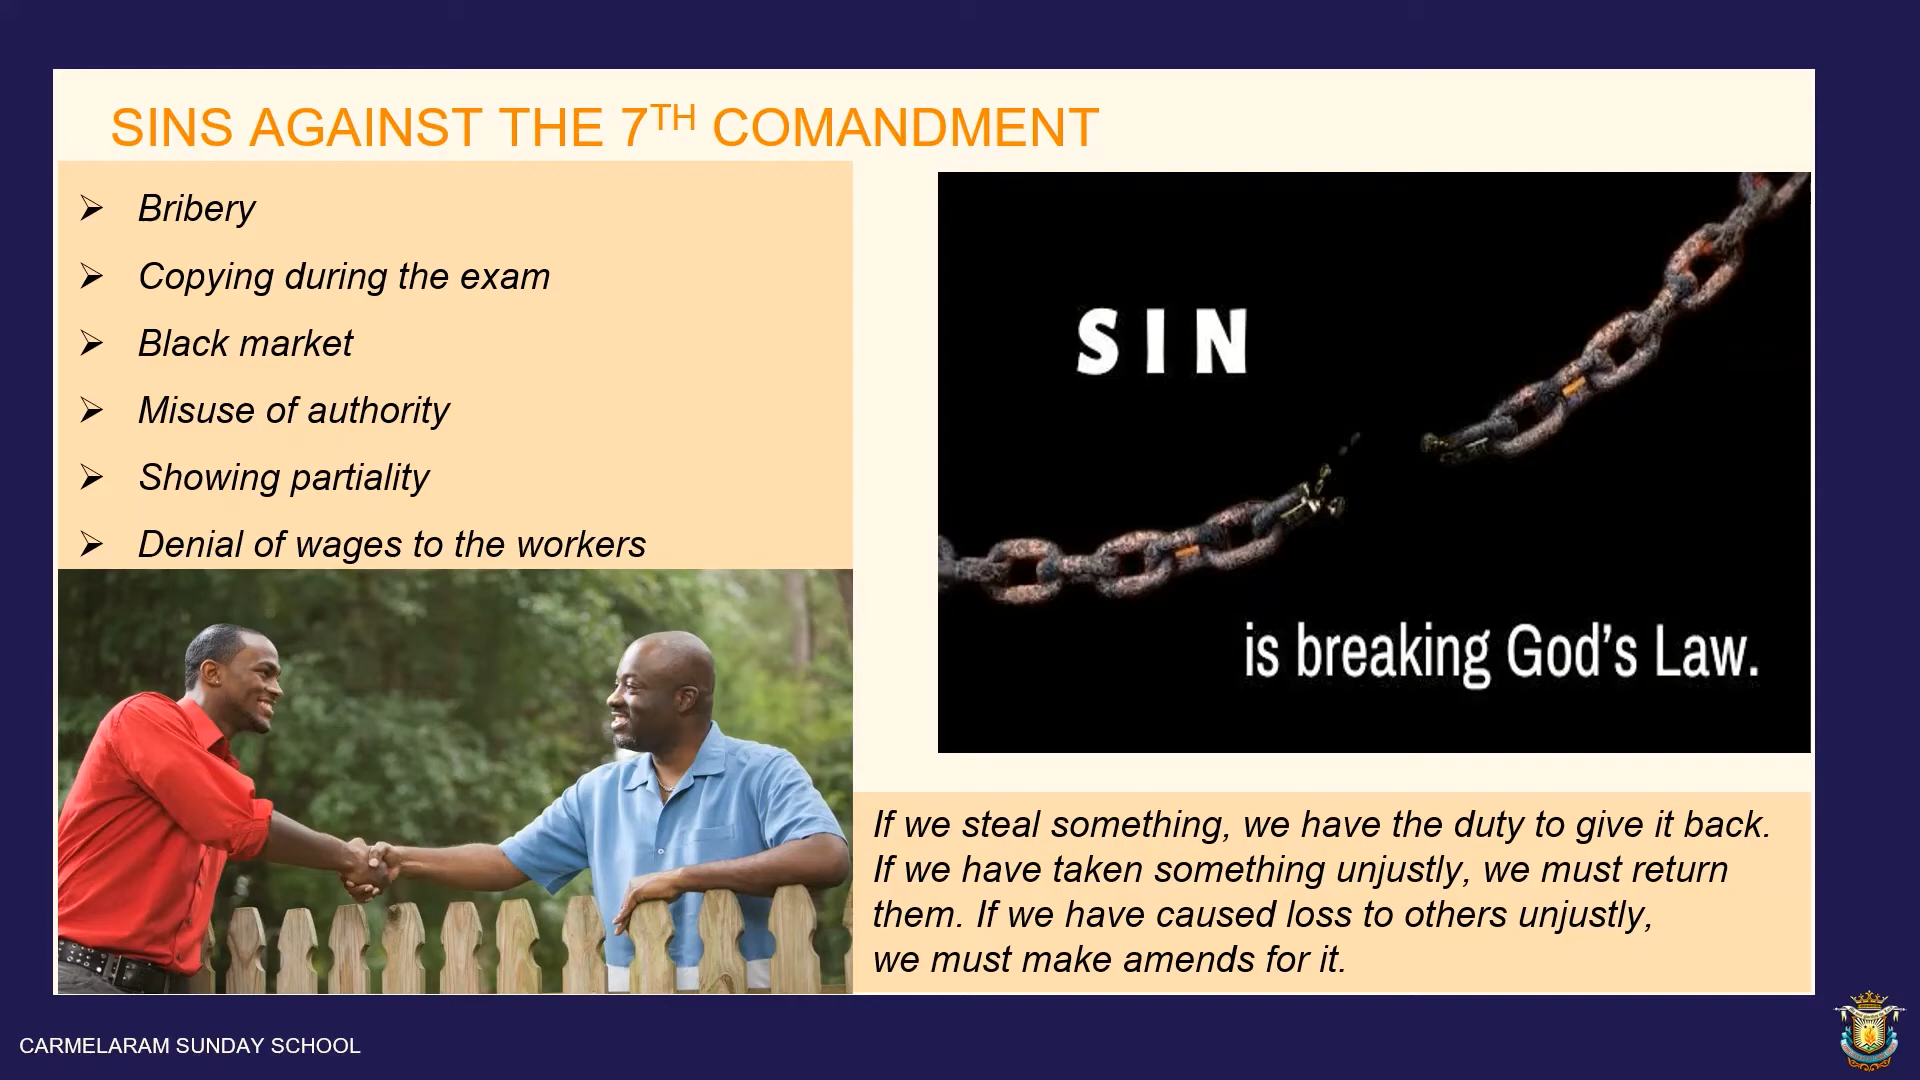 SINS AGAINST THE 7TH COMANDMENT
Bribery
Copying during the exam
Black market
Misuse of authority
Showing partiality
Denial of wages to the workers
SIN
is breaking God's Law.
If we steal something, we have the duty to give it back.
If we have taken something unjustly, we must return
them. If we have caused loss to others unjustly,
we must make amends for it.
CARMELARAM SUNDAY SCHOOL